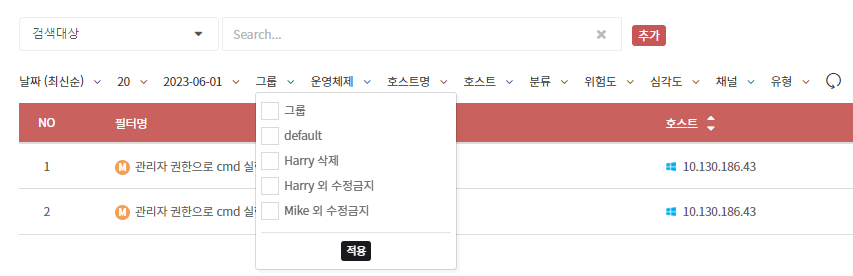 검색대상 Search... 추가
날짜 (최신순) 20 2023-06-01 그룹 운영체제 호스트명 호스트 분류 위험도 심각도 채널 유형
NO 필터명 호스트
그룹
default
Harry 삭제
Harry 외 수정금지
Mike 외 수정금지
적용
1 M 관리자 권한으로 cmd 10.130.186.43
2 M 관리자 권한으로 cmd 10.130.186.43